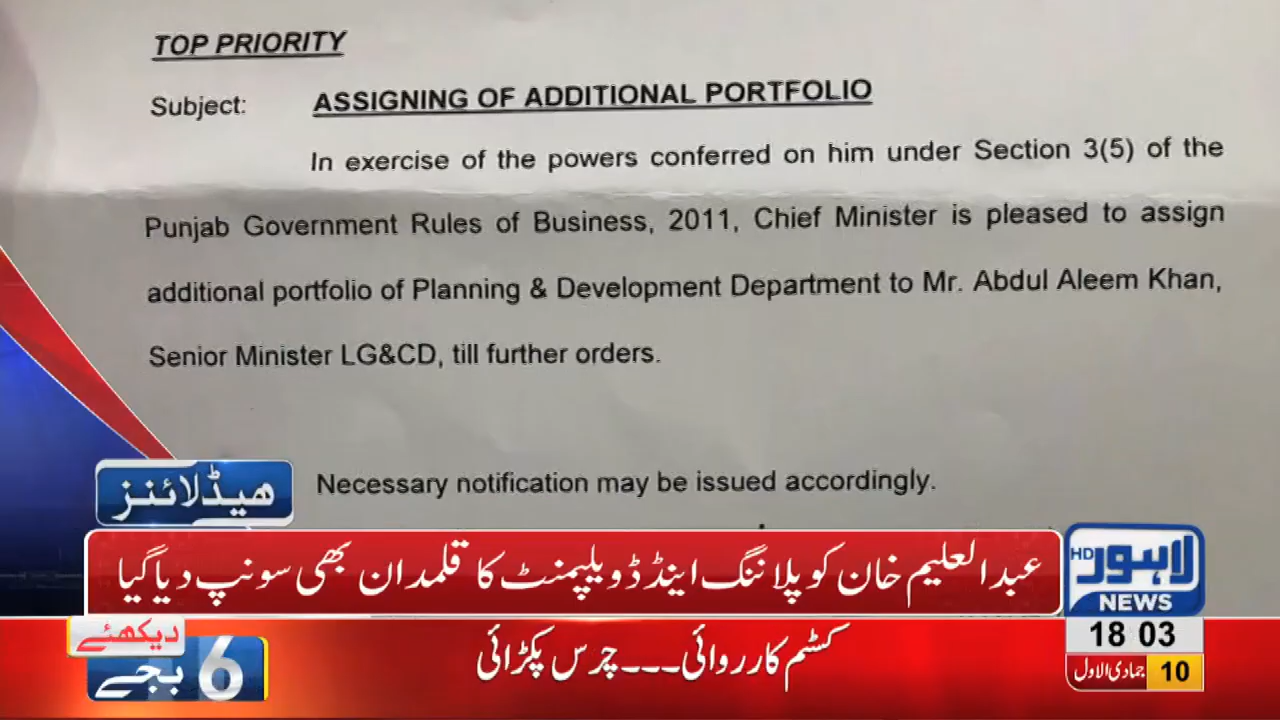 TOP PRIORITY
Subject: ASSIGNING OF ADDITIONAL PORTFOLIO
In exercise of the powers conferred on him under Section 3(5) of the
Punjab Government Rules of Business, 2011, Chief Minister is pleased to assign
additional portfolio of Planning & Development Department to Mr. Abdul Aleem Khan,
Senior Minister LG&CD, till further orders.
Necessary notification may be issued accordingly.
ھیڈلائنز
عبدالعلیم خان کو پلاننگ اینڈ ڈویلپمنٹ کا قلمدان بھی سونپ دیا گیا
لاہور HD
NEWS
18 03
10 جمادی الاول
دیکھئے
6 بجے
کسٹم کارروائی۔۔۔چرس پکڑائی